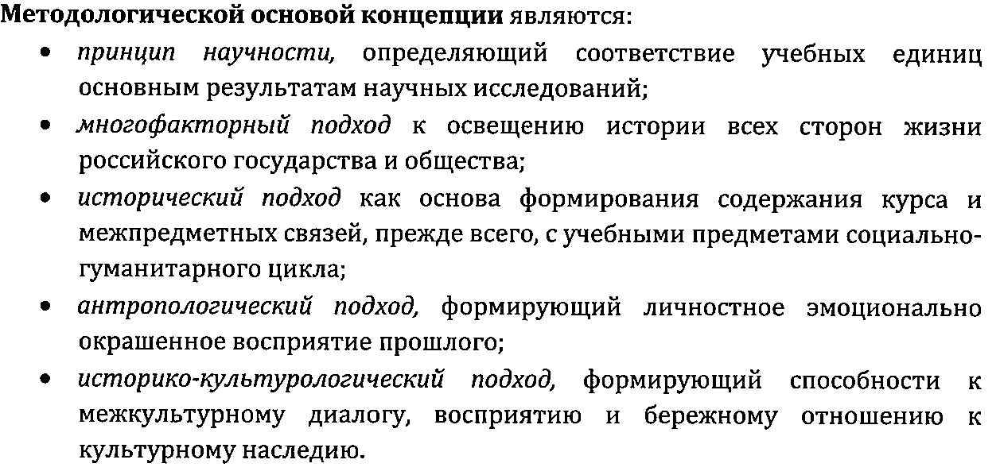 Методологической основой концепции являются:
• принцип научности, определяющий соответствие учебных единиц
основным результатам научных исследований;
• многофакторный подход к освещению истории всех сторон жизни
российского государства и общества;
• исторический подход как основа формирования содержания курса и
межпредметных связей, прежде всего, с учебными предметами социально-
гуманитарного цикла;
• антропологический подход, формирующий личностное эмоционально
окрашенное восприятие прошлого;
• историко-культурологический подход, формирующий способности к
межкультурному диалогу, восприятию и бережному отношению к
культурному наследию.